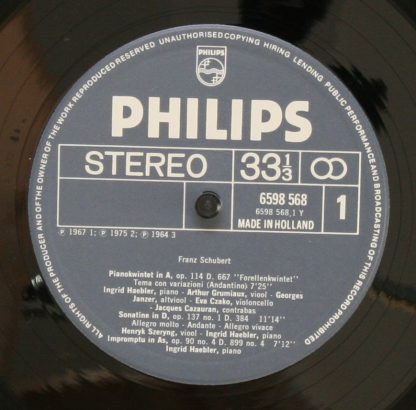 ALL RIGHTS OF THE PRODUCER AND OF THE OWNER OF THE WORK REPRODUCED RESERVED UNAUTHORISED COPYING HIRING LENDING PUBLIC PERFORMANCE AND BROADCASTING OF THIS RECORD PROHIBITED
PHILIPS
PHILIPS
STEREO 33 1/3
6598 568
6598 568.1 Y
MADE IN HOLLAND
1
℗ 1967 1; ℗ 1975 2; ℗ 1964 3
Franz Schubert
Pianokwintet in A, op. 114 D. 667 "Forellenkwintet"
Tema con variazioni (Andantino) 7'25"
Ingrid Haebler, piano - Arthur Grumiaux, viool - Georges
Janzer, altviool - Eva Czako, violoncello
- Jacques Cazauran, contrabas
Sonatine in D, op. 137 no. 1 D. 384 11'14"
Allegro molto - Andante - Allegro vivace
Henryk Szeryng, viool - Ingrid Haebler, piano
Impromptu in As, op. 90 no. 4 D. 899 no. 4 7'12"
Ingrid Haebler, piano